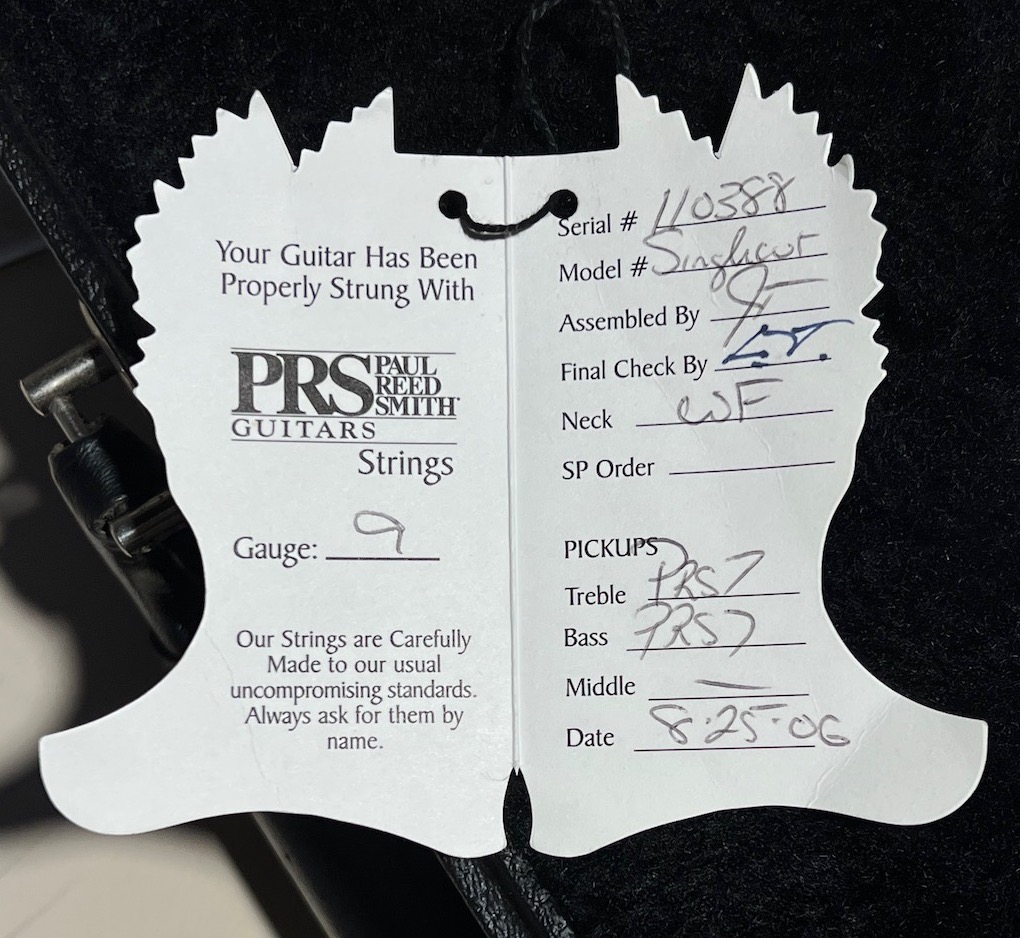 Your Guitar Has Been
Properly Strung With
PRS PAUL
REED
SMITH
GUITARS
Strings
Gauge: 9
Our Strings are Carefully
Made to our usual
uncompromising standards.
Always ask for them by
name.
Serial # 110388
Model # Singlecut
Assembled By
Final Check By
Neck WF
SP Order
PICKUPS
Treble PRS7
Bass PRS7
Middle —
Date 8·25·06